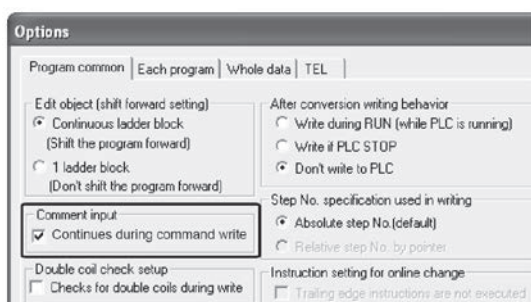 Options
Program common
Each program
Whole data
TEL
Edit object (shift forward setting)
Continuous ladder block
(Shift the program forward)
1 ladder block
(Don't shift the program forward)
Comment input
Continues during command write
Double coil check setup
Checks for double coils during write
After conversion writing behavior
Write during RUN (while PLC is running)
Write if PLC STOP
Don't write to PLC
Step No. specification used in writing
Absolute step No.(default)
Relative step No. by pointer
Instruction setting for online change
Trailing edge instructions are not executed